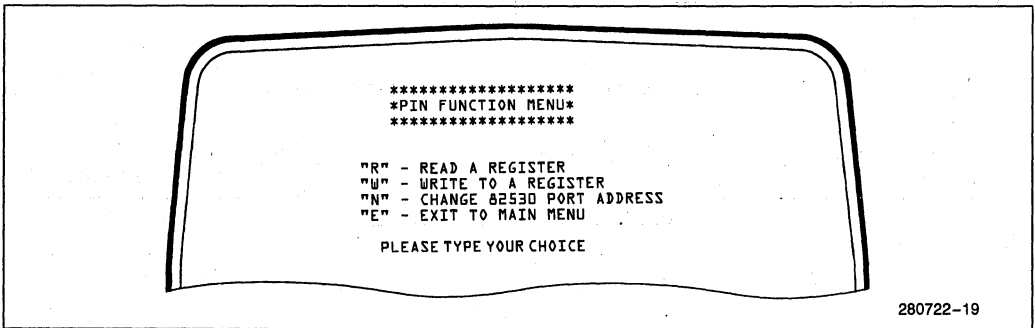 *******************
*PIN FUNCTION MENU*
*******************
"R" - READ A REGISTER
"W" - WRITE TO A REGISTER
"N" - CHANGE 82530 PORT ADDRESS
"E" - EXIT TO MAIN MENU
PLEASE TYPE YOUR CHOICE
280722-19